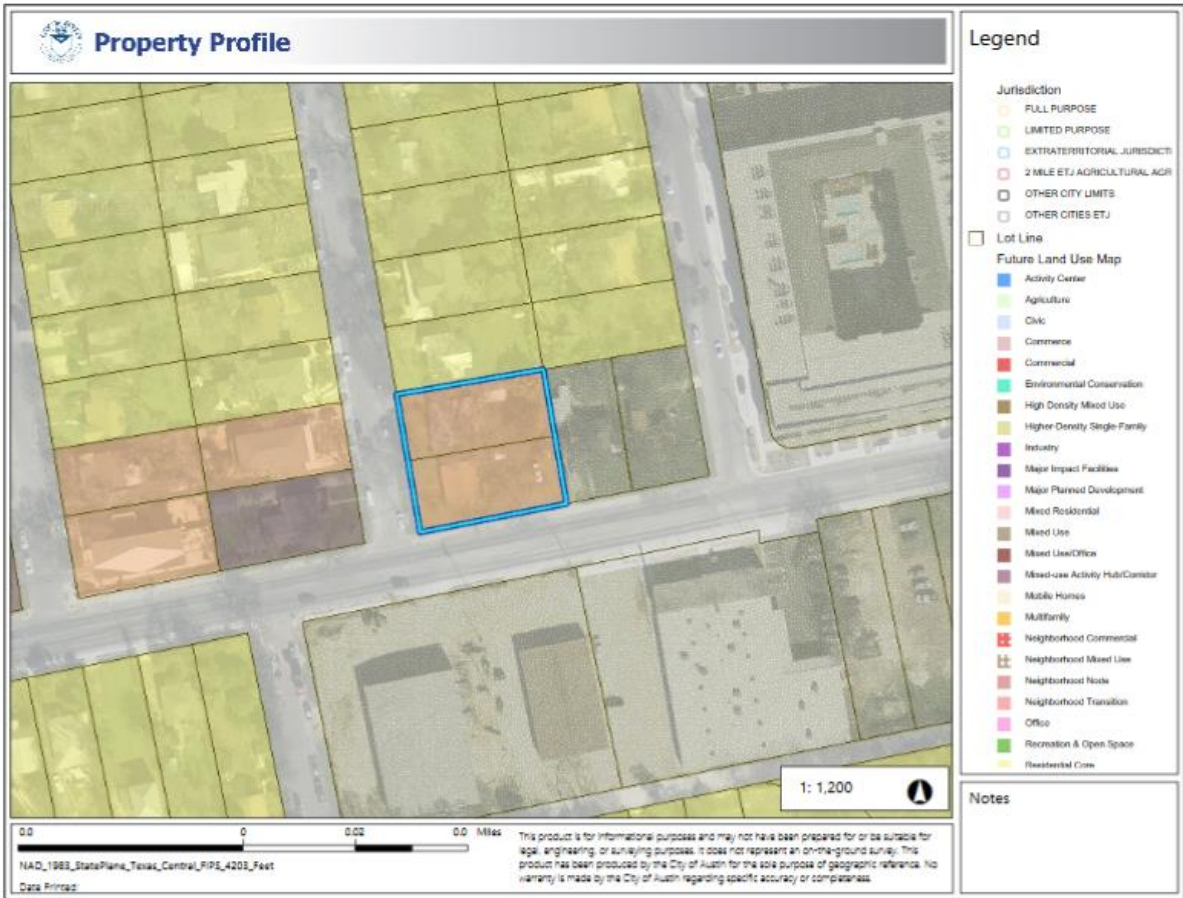 Property Profile
Legend
Jurisdiction
FULL PURPOSE
LIMITED PURPOSE
EXTRATERRITORIAL JURISDICTI
2 MILE ETJ AGRICULTURAL AGR
OTHER CITY LIMITS
OTHER CITIES ETJ
Lot Line
Future Land Use Map
Activity Center
Agriculture
Civic
Commerce
Commercial
Environmental Conservation
High Density Mixed Use
Higher-Density Single-Family
Industry
Major Impact Facilities
Major Planned Development
Mixed Residential
Mixed Use
Mixed Use/Office
Mixed-use Activity Hub/Corridor
Mobile Homes
Multifamily
Neighborhood Commercial
Neighborhood Mixed Use
Neighborhood Node
Neighborhood Transition
Office
Recreation & Open Space
Residential Core
1: 1,200
Notes
0.0 0 0.02 0.0 Miles
NAD_1983_StatePlane_Texas_Central_FIPS_4203_Feet
Date Printed:
This product is for informational purposes and may not have been prepared for or be suitable for
legal, engineering, or surveying purposes. It does not represent an on-the-ground survey. This
product has been produced by the City of Austin for the sole purpose of geographic reference. No
warranty is made by the City of Austin regarding specific accuracy or completeness.